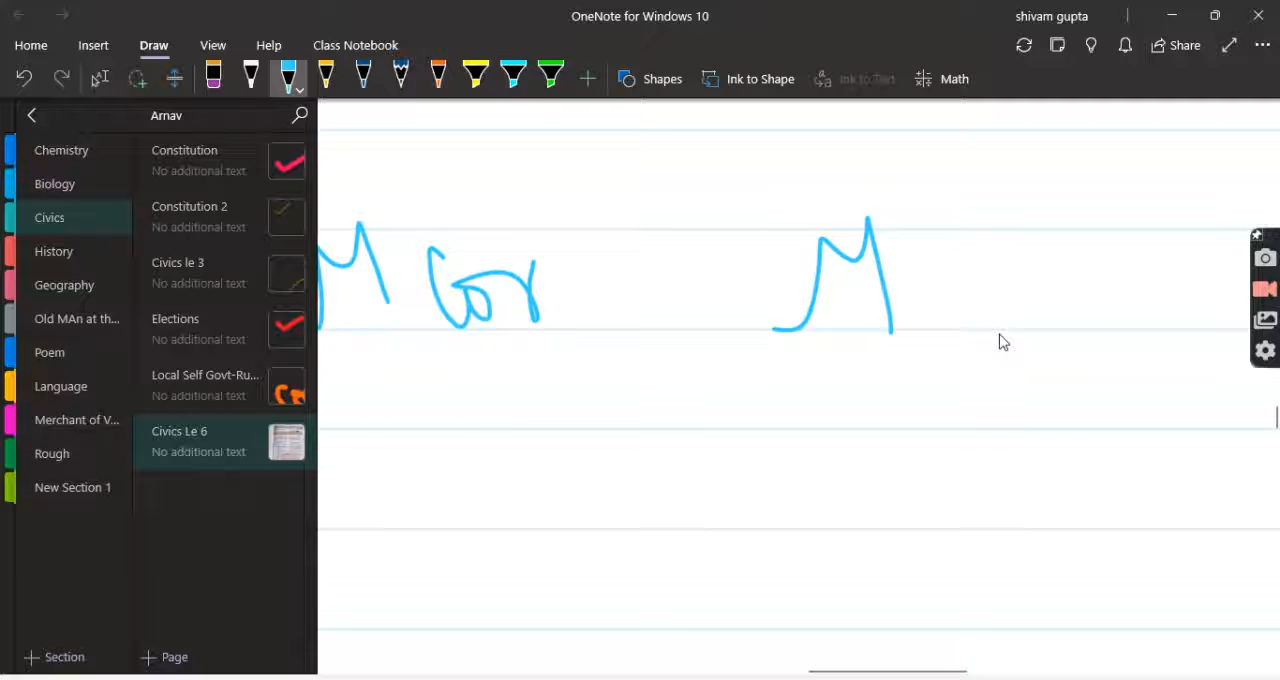 OneNote for Windows 10
shivam gupta
Home Insert Draw View Help Class Notebook
Share
Shapes Ink to Shape Ink to Text Math
Arnav
Chemistry
Biology
Civics
History
Geography
Old MAn at th...
Poem
Language
Merchant of V...
Rough
New Section 1
Constitution
No additional text
Constitution 2
No additional text
Civics le 3
No additional text
Elections
No additional text
Local Self Govt-Ru...
No additional text
Civics Le 6
No additional text
M Cor M
Section
Page